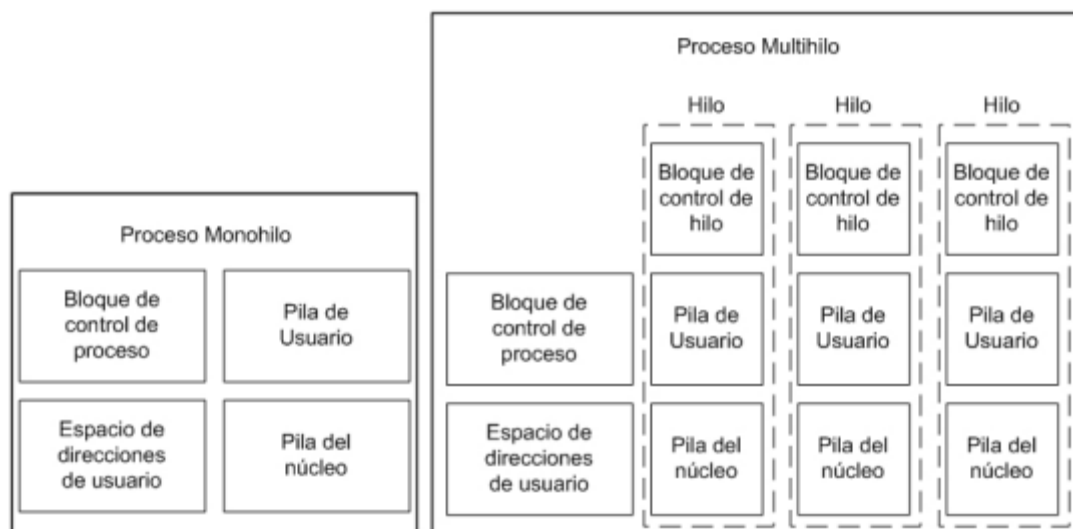 Proceso Monohilo
Bloque de
control de
proceso
Pila de
Usuario
Espacio de
direcciones
de usuario
Pila del
núcleo
Proceso Multihilo
Bloque de
control de
proceso
Espacio de
direcciones
de usuario
Hilo
Bloque de
control de
hilo
Pila de
Usuario
Pila del
núcleo
Hilo
Bloque de
control de
hilo
Pila de
Usuario
Pila del
núcleo
Hilo
Bloque de
control de
hilo
Pila de
Usuario
Pila del
núcleo